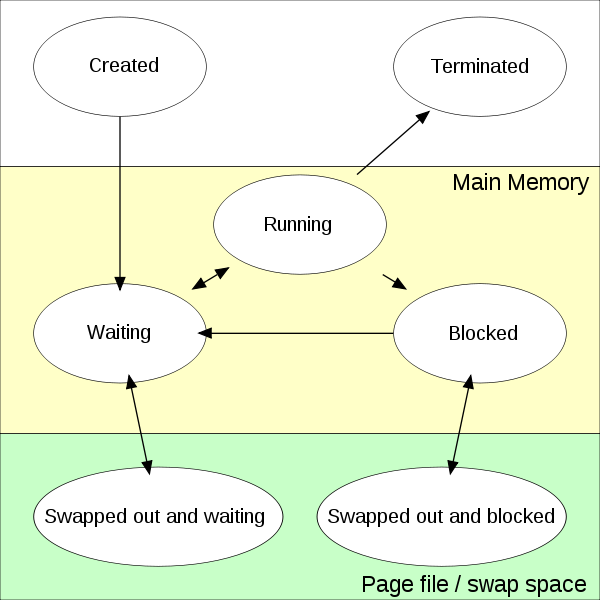 Created
Terminated
Main Memory
Running
Waiting
Blocked
Swapped out and waiting
Swapped out and blocked
Page file / swap space